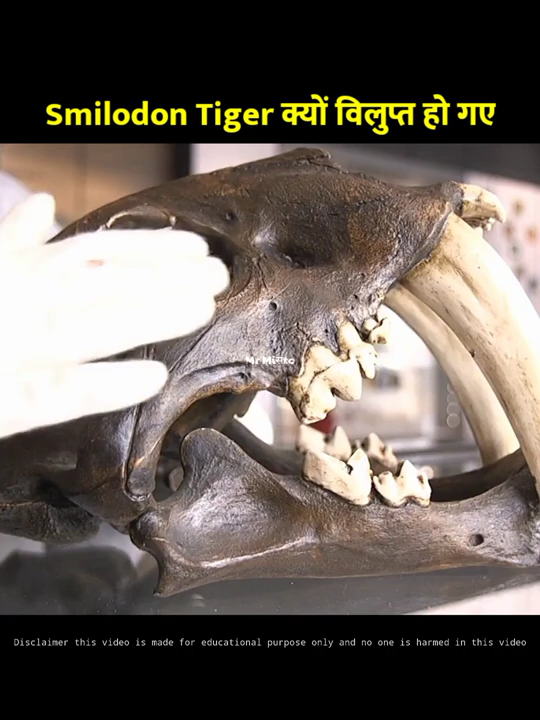 Smilodon Tiger क्यों विलुप्त हो गए
Disclaimer this video is made for educational purpose only and no one is harmed in this video